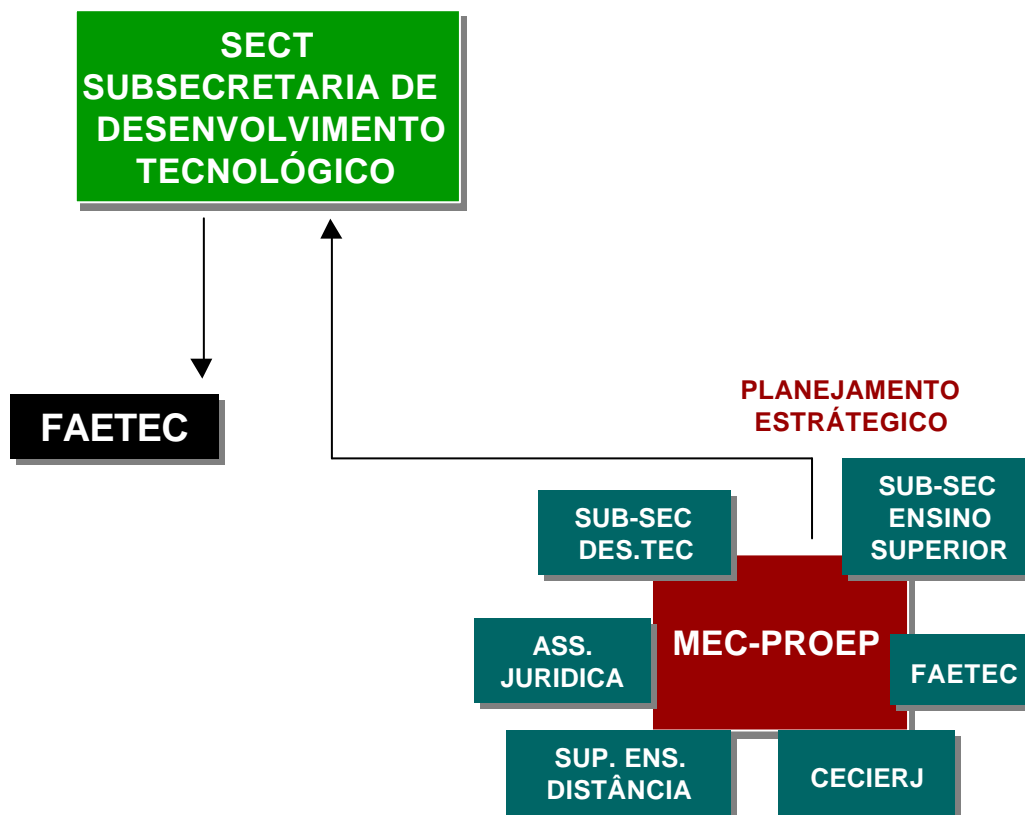 SECT
SUBSECRETARIA DE
DESENVOLVIMENTO
TECNOLÓGICO
FAETEC
PLANEJAMENTO
ESTRÁTEGICO
SUB-SEC
DES.TEC
SUB-SEC
ENSINO
SUPERIOR
MEC-PROEP
ASS.
JURIDICA
FAETEC
SUP. ENS.
DISTÂNCIA
CECIERJ